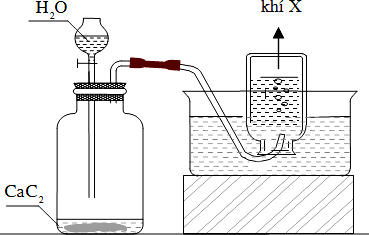 H₂O
khí X
CaC₂